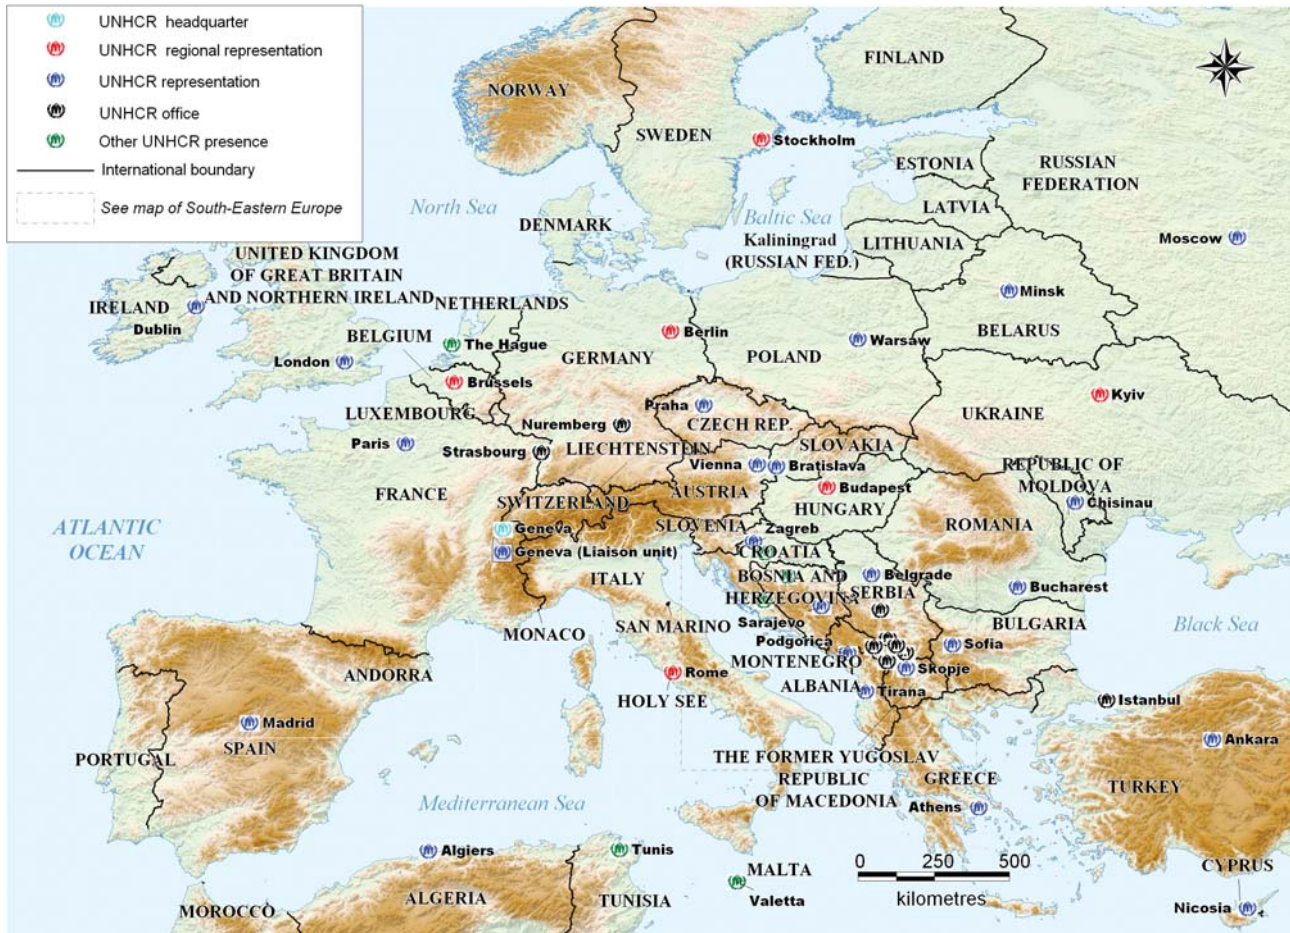 UNHCR headquarter
UNHCR regional representation
UNHCR representation
UNHCR office
Other UNHCR presence
International boundary
See map of South-Eastern Europe
FINLAND
NORWAY
SWEDEN
Stockholm
ESTONIA
RUSSIAN
FEDERATION
LATVIA
North Sea
Baltic Sea
DENMARK
Kaliningrad
(RUSSIAN FED.)
LITHUANIA
Moscow
UNITED KINGDOM
OF GREAT BRITAIN
AND NORTHERN IRELAND
IRELAND
Dublin
NETHERLANDS
Minsk
BELARUS
BELGIUM
The Hague
Berlin
Warsaw
London
GERMANY
POLAND
Brussels
Kyiv
LUXEMBOURG
Praha
UKRAINE
Nuremberg
CZECH REP.
Paris
Strasbourg
LIECHTENSTEIN
SLOVAKIA
Vienna
Bratislava
REPUBLIC OF
MOLDOVA
FRANCE
SWITZERLAND
AUSTRIA
Budapest
HUNGARY
Chisinau
ATLANTIC
OCEAN
Geneva
SLOVENIA
Zagreb
ROMANIA
Geneva (Liaison unit)
CROATIA
ITALY
BOSNIA AND
HERZEGOVINA
Belgrade
SERBIA
Bucharest
MONACO
SAN MARINO
Sarajevo
BULGARIA
Black Sea
Podgorica
Sofia
ANDORRA
MONTENEGRO
Skopje
Rome
HOLY SEE
ALBANIA
Tirana
Istanbul
Madrid
SPAIN
Ankara
PORTUGAL
THE FORMER YUGOSLAV
REPUBLIC
OF MACEDONIA
GREECE
TURKEY
Mediterranean Sea
Athens
Algiers
Tunis
0 250 500
kilometres
CYPRUS
MALTA
Valetta
ALGERIA
TUNISIA
MOROCCO
Nicosia